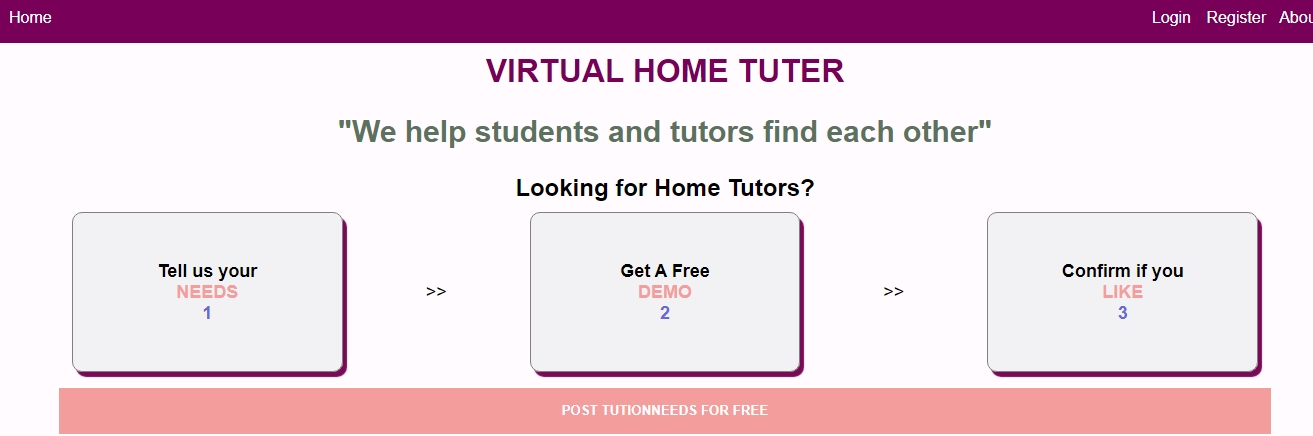 Home Login Register Abou
VIRTUAL HOME TUTER
"We help students and tutors find each other"
Looking for Home Tutors?
Tell us your
NEEDS
1
>>
Get A Free
DEMO
2
>>
Confirm if you
LIKE
3
POST TUTIONNEEDS FOR FREE